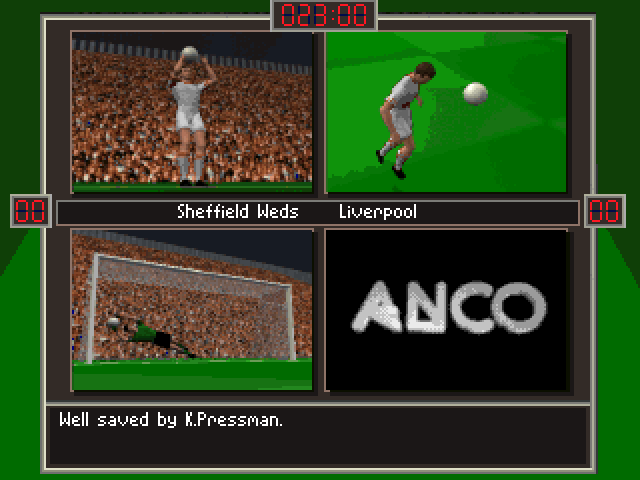 023:00
00
Sheffield Weds Liverpool
00
ANCO
Well saved by K.Pressman.